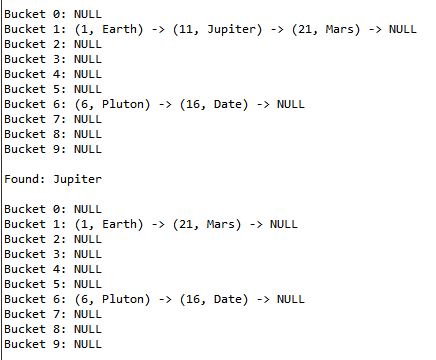 Bucket 0: NULL
Bucket 1: (1, Earth) -> (11, Jupiter) -> (21, Mars) -> NULL
Bucket 2: NULL
Bucket 3: NULL
Bucket 4: NULL
Bucket 5: NULL
Bucket 6: (6, Pluton) -> (16, Date) -> NULL
Bucket 7: NULL
Bucket 8: NULL
Bucket 9: NULL
Found: Jupiter
Bucket 0: NULL
Bucket 1: (1, Earth) -> (21, Mars) -> NULL
Bucket 2: NULL
Bucket 3: NULL
Bucket 4: NULL
Bucket 5: NULL
Bucket 6: (6, Pluton) -> (16, Date) -> NULL
Bucket 7: NULL
Bucket 8: NULL
Bucket 9: NULL